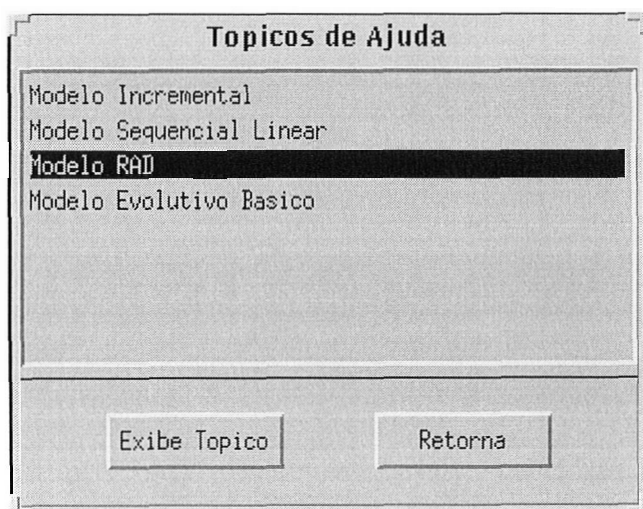 Topicos de Ajuda
Modelo Incremental
Modelo Sequencial Linear
Modelo RAD
Modelo Evolutivo Basico
Exibe Topico
Retorna